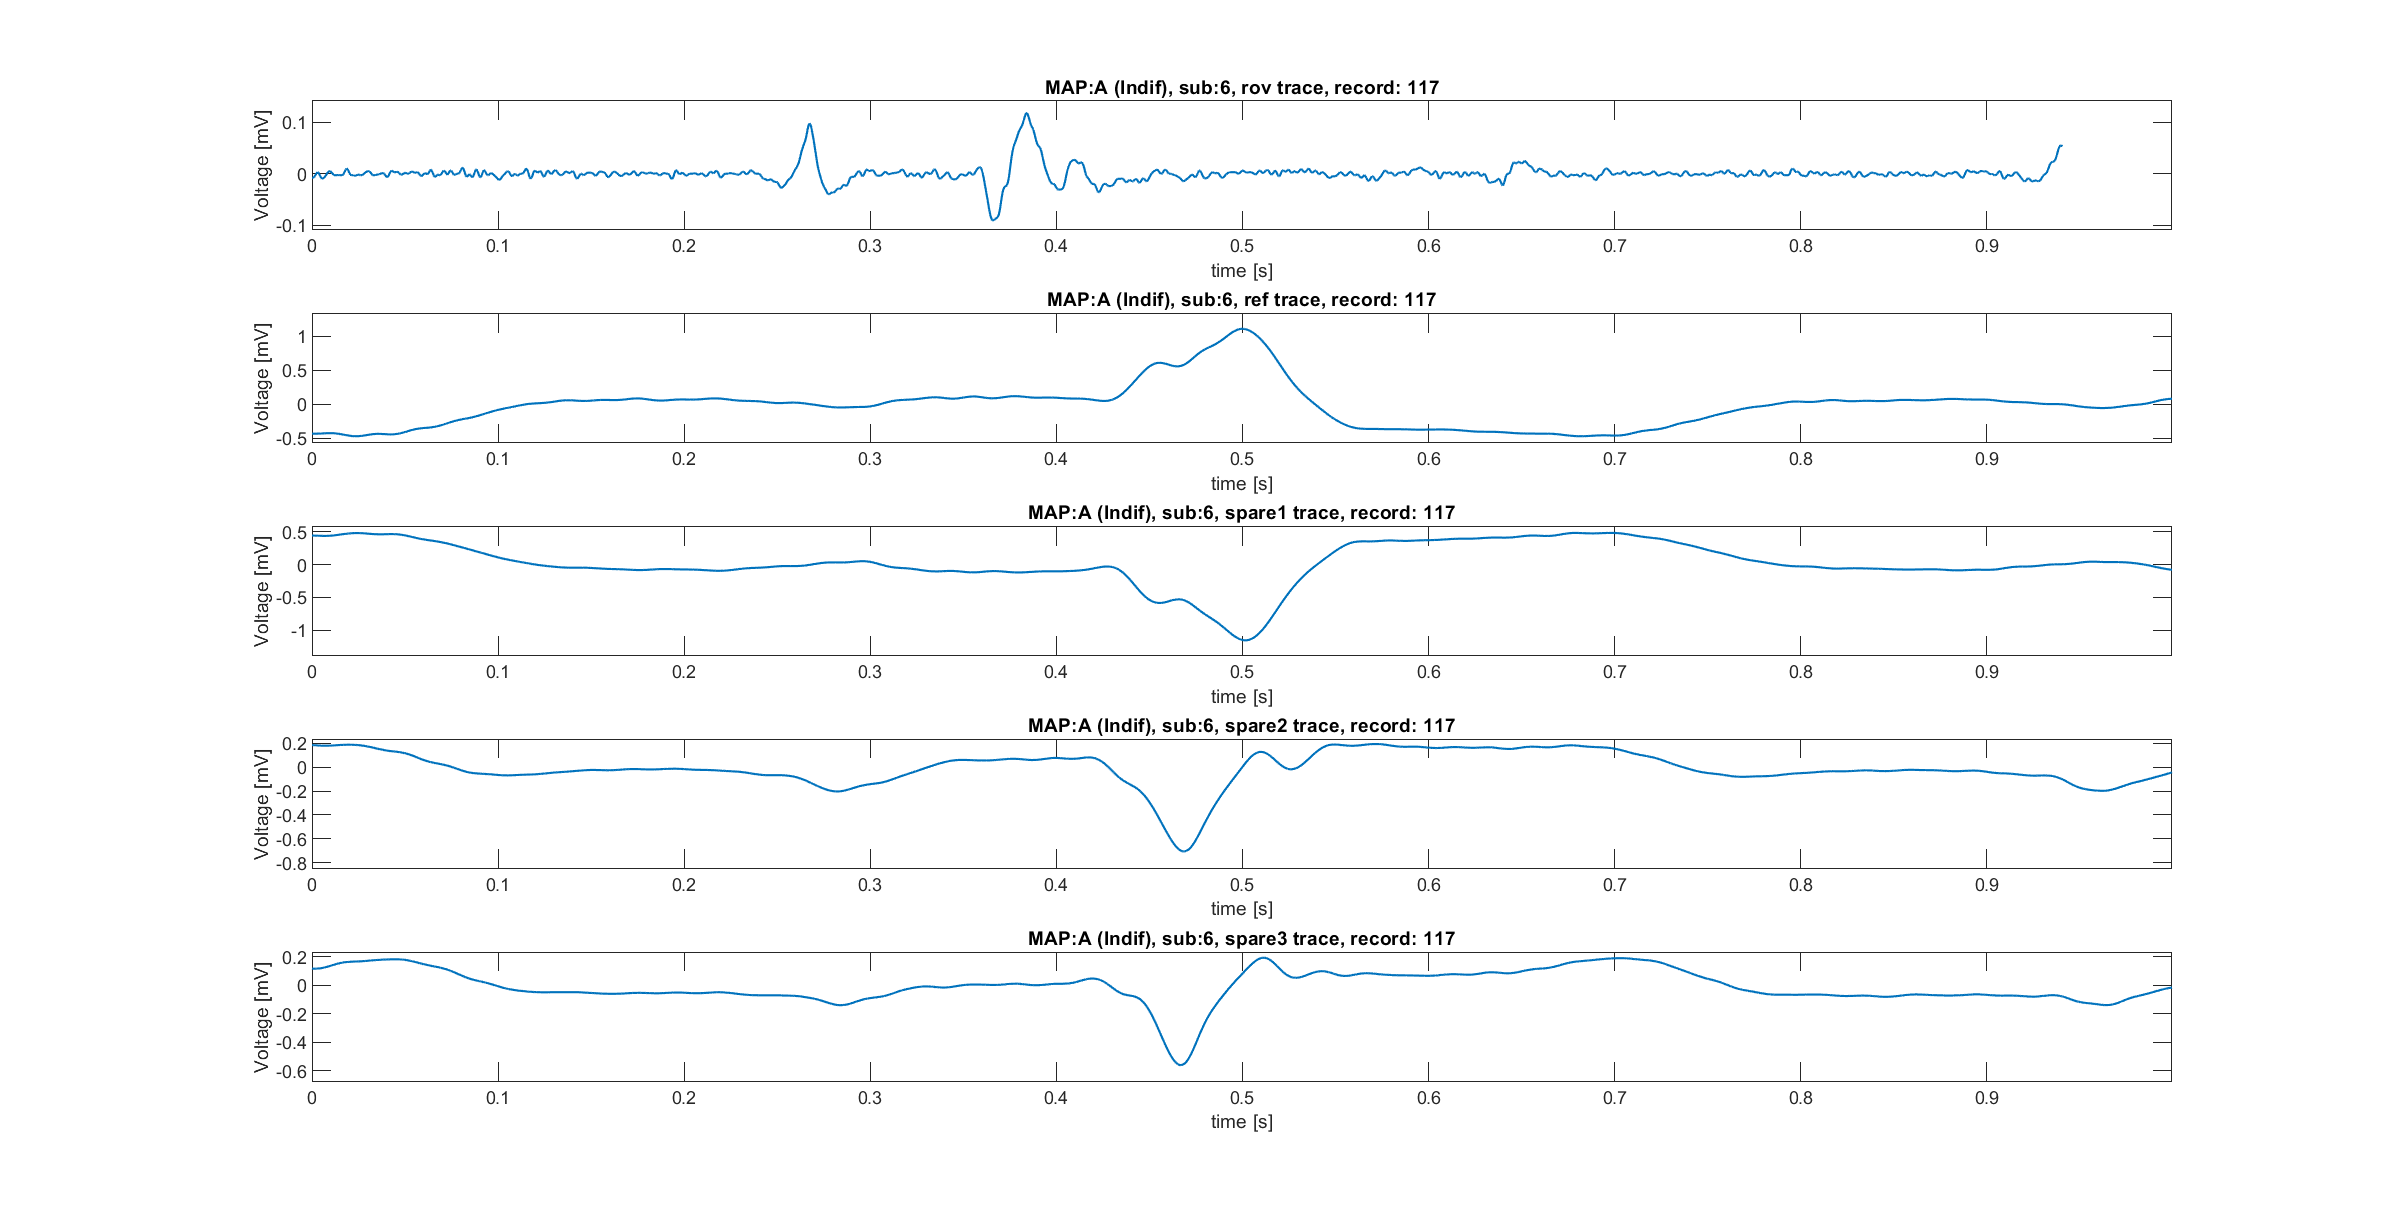 MAP:A (Indif), sub:6, rov trace, record: 117
Voltage [mV]
0.1
0
-0.1
0 0.1 0.2 0.3 0.4 0.5 0.6 0.7 0.8 0.9
time [s]
MAP:A (Indif), sub:6, ref trace, record: 117
Voltage [mV]
1
0.5
0
-0.5
0 0.1 0.2 0.3 0.4 0.5 0.6 0.7 0.8 0.9
time [s]
MAP:A (Indif), sub:6, spare1 trace, record: 117
Voltage [mV]
0.5
0
-0.5
-1
0 0.1 0.2 0.3 0.4 0.5 0.6 0.7 0.8 0.9
time [s]
MAP:A (Indif), sub:6, spare2 trace, record: 117
Voltage [mV]
0.2
0
-0.2
-0.4
-0.6
-0.8
0 0.1 0.2 0.3 0.4 0.5 0.6 0.7 0.8 0.9
time [s]
MAP:A (Indif), sub:6, spare3 trace, record: 117
Voltage [mV]
0.2
0
-0.2
-0.4
-0.6
0 0.1 0.2 0.3 0.4 0.5 0.6 0.7 0.8 0.9
time [s]